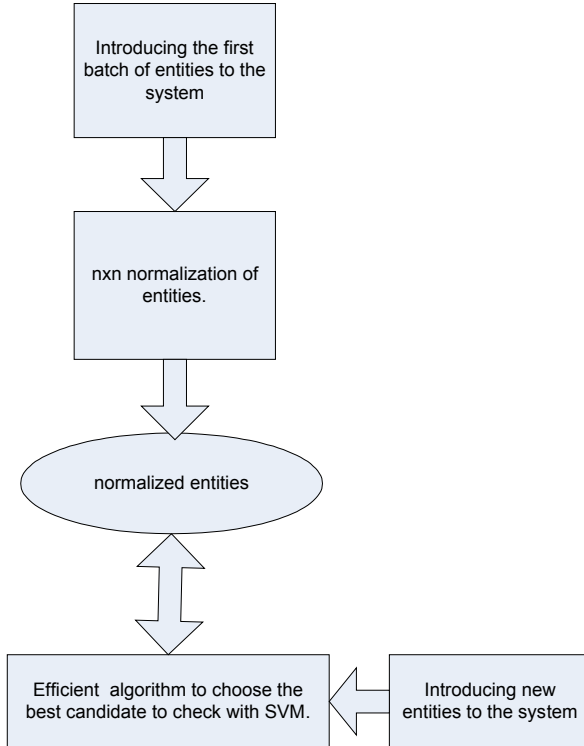 Introducing the first
batch of entities to the
system
nxn normalization of
entities.
normalized entities
Efficient algorithm to choose the
best candidate to check with SVM.
Introducing new
entities to the system